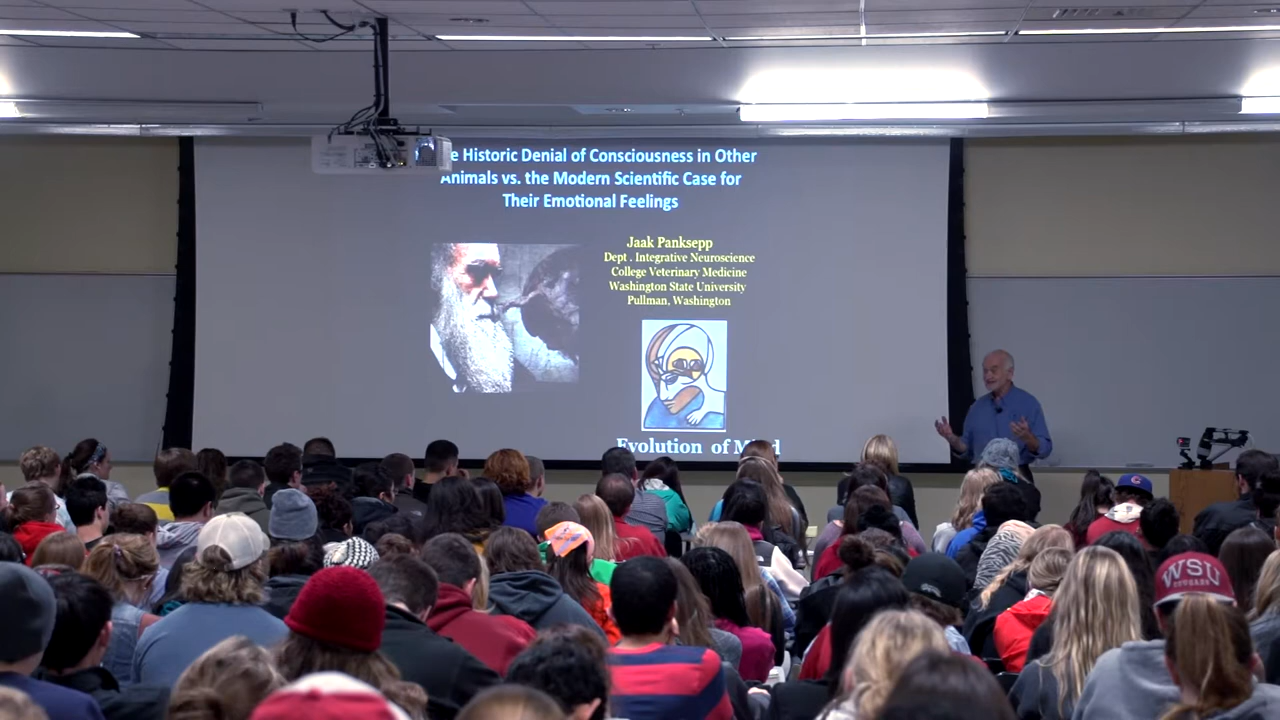 e Historic Denial of Consciousness in Other
Animals vs. the Modern Scientific Case for
Their Emotional Feelings
Jaak Panksepp
Dept . Integrative Neuroscience
College Veterinary Medicine
Washington State University
Pullman, Washington
Evolution of Mind
WSU
COUGARS
C